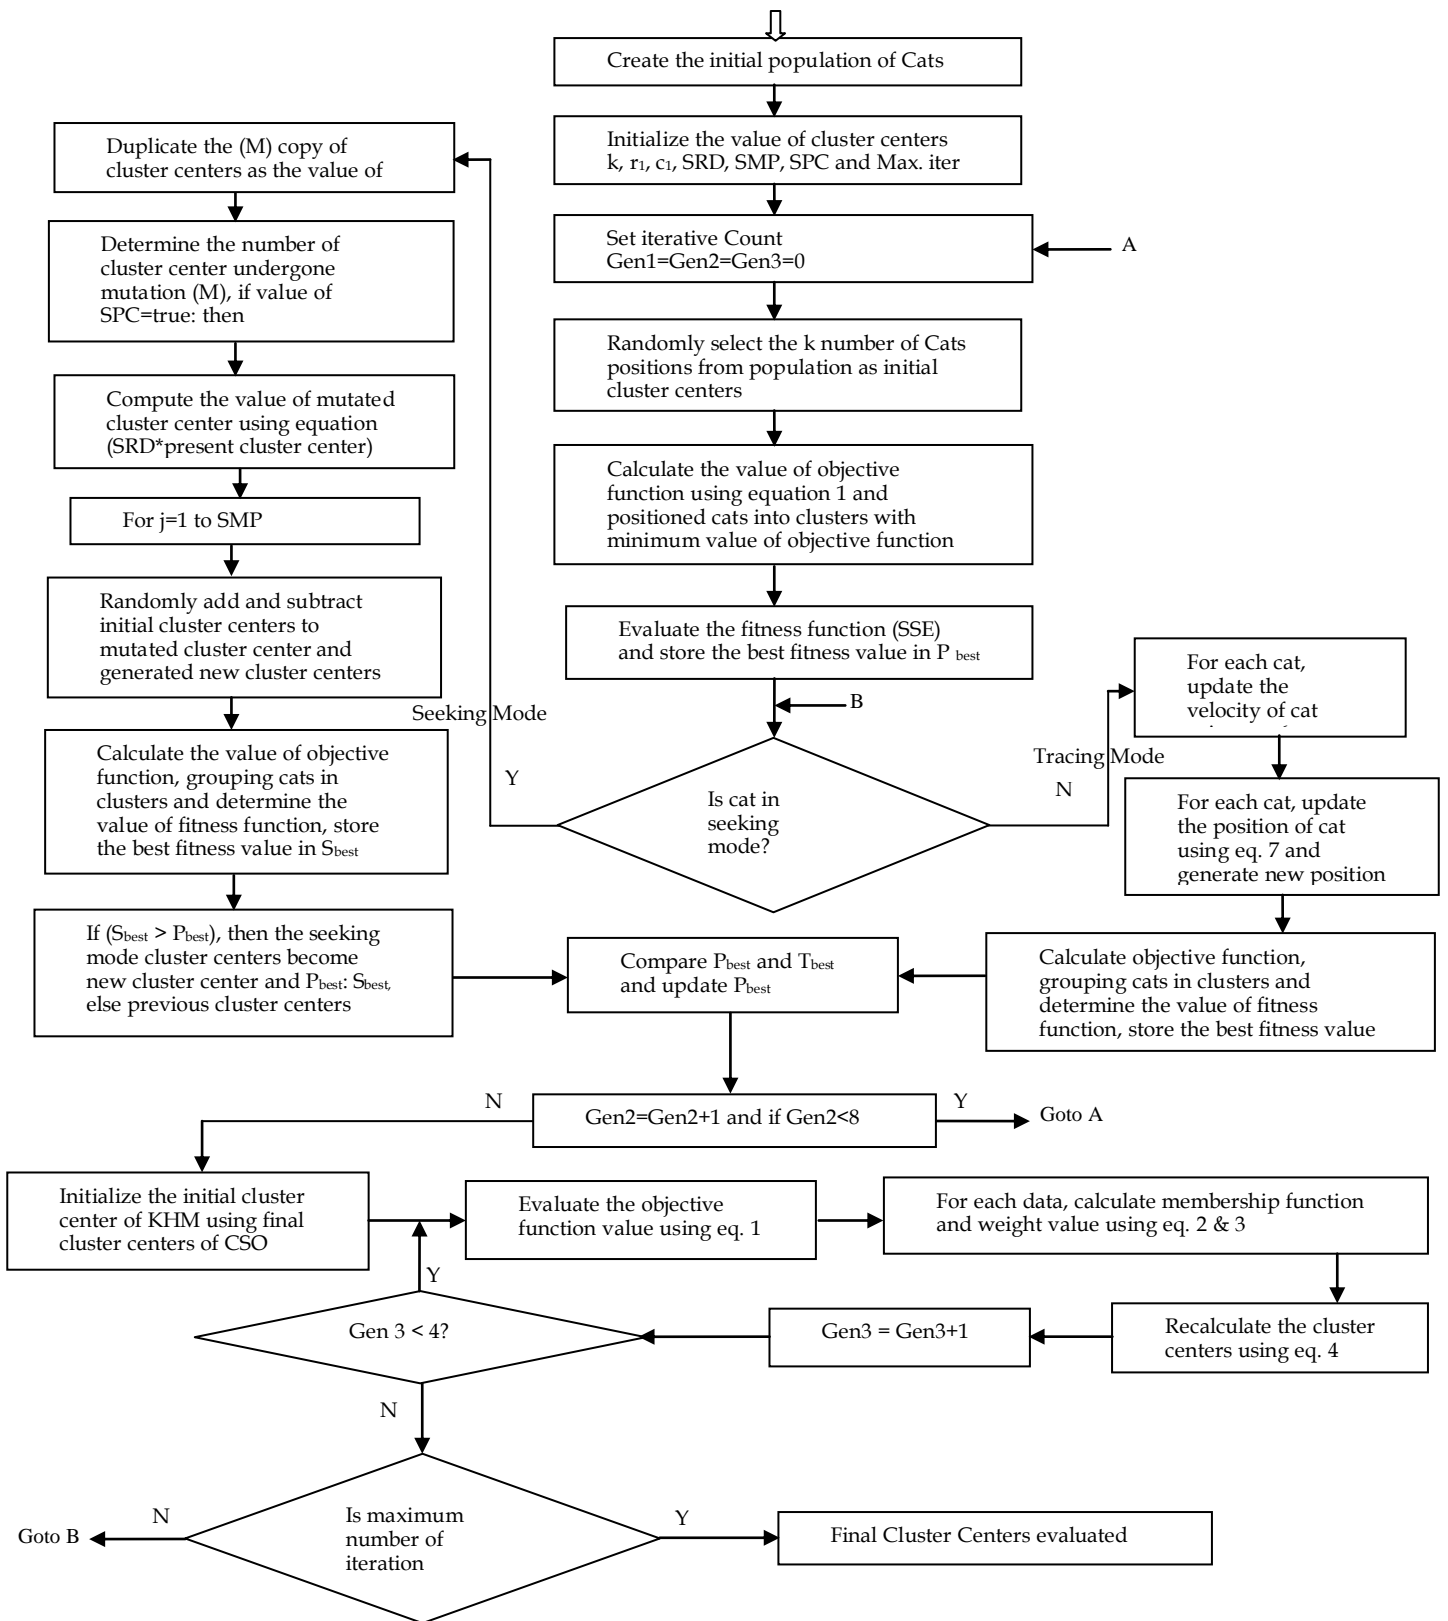 Create the initial population of Cats
Initialize the value of cluster centers
k, r1, c1, SRD, SMP, SPC and Max. iter
Set iterative Count
Gen1=Gen2=Gen3=0
A
Randomly select the k number of Cats
positions from population as initial
cluster centers
Calculate the value of objective
function using equation 1 and
positioned cats into clusters with
minimum value of objective function
Evaluate the fitness function (SSE)
and store the best fitness value in P best
B
Is cat in
seeking
mode?
Seeking Mode
Y
Duplicate the (M) copy of
cluster centers as the value of
Determine the number of
cluster center undergone
mutation (M), if value of
SPC=true: then
Compute the value of mutated
cluster center using equation
(SRD*present cluster center)
For j=1 to SMP
Randomly add and subtract
initial cluster centers to
mutated cluster center and
generated new cluster centers
Calculate the value of objective
function, grouping cats in
clusters and determine the
value of fitness function, store
the best fitness value in Sbest
If (Sbest > Pbest), then the seeking
mode cluster centers become
new cluster center and Pbest: Sbest,
else previous cluster centers
Tracing Mode
N
For each cat,
update the
velocity of cat
For each cat, update
the position of cat
using eq. 7 and
generate new position
Calculate objective function,
grouping cats in clusters and
determine the value of fitness
function, store the best fitness value
Compare Pbest and Tbest
and update Pbest
Gen2=Gen2+1 and if Gen2<8
Y
Goto A
N
Initialize the initial cluster
center of KHM using final
cluster centers of CSO
Evaluate the objective
function value using eq. 1
For each data, calculate membership function
and weight value using eq. 2 & 3
Recalculate the cluster
centers using eq. 4
Gen3 = Gen3+1
Gen 3 < 4?
Y
N
Is maximum
number of
iteration
N
Goto B
Y
Final Cluster Centers evaluated